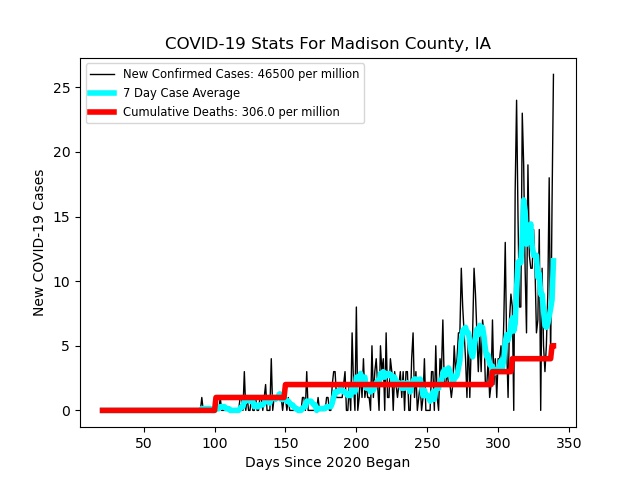 COVID-19 Stats For Madison County, IA
New Confirmed Cases: 46500 per million
7 Day Case Average
Cumulative Deaths: 306.0 per million
New COVID-19 Cases
25
20
15
10
5
0
50 100 150 200 250 300 350
Days Since 2020 Began